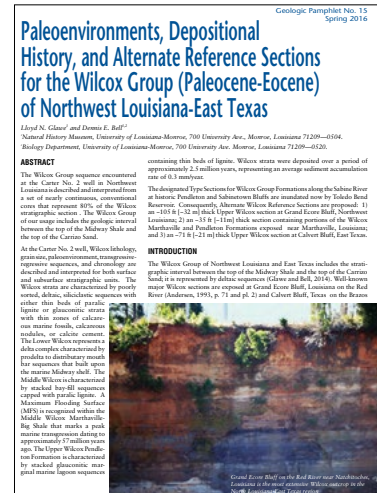 Geologic Pamphlet No. 15
Spring 2016
Paleoenvironments, Depositional
History, and Alternate Reference Sections
for the Wilcox Group (Paleocene-Eocene)
of Northwest Louisiana-East Texas
Lloyd N. Glawe¹ and Dennis E. Bell¹,²
¹Natural History Museum, University of Louisiana-Monroe, 700 University Ave., Monroe, Louisiana 71209—0504.
²Biology Department, University of Louisiana-Monroe, 700 University Ave. Monroe, Louisiana 71209—0520.
ABSTRACT
The Wilcox Group sequence encountered
at the Carter No. 2 well in Northwest
Louisiana is described and interpreted from
a set of nearly continuous, conventional
cores that represent 80% of the Wilcox
stratigraphic section . The Wilcox Group
of our usage includes the geologic interval
between the top of the Midway Shale and
the top of the Carrizo Sand.
At the Carter No. 2 well, Wilcox lithology,
grain size, paleoenvironment, transgressive-
regressive sequences, and chronology are
described and interpreted for both surface
and subsurface stratigraphic units. The
Wilcox strata are characterized by poorly
sorted, deltaic, siliciclastic sequences with
either thin beds of paralic
lignite or glauconitic strata
with thin zones of calcare-
ous marine fossils, calcareous
nodules, or calcite cement.
The Lower Wilcox represents a
delta complex characterized by
prodelta to distributary mouth
bar sequences that built upon
the marine Midway shelf. The
Middle Wilcox is characterized
by stacked bay-fill sequences
capped with paralic lignite. A
Maximum Flooding Surface
(MFS) is recognized within the
Middle Wilcox Marthaville-
Big Shale that marks a peak
marine transgression dating to
approximately 57 million years
ago. The Upper Wilcox Pendle-
ton Formation is characterized
by stacked glauconitic mar-
ginal marine lagoon sequences
containing thin beds of lignite. Wilcox strata were deposited over a period of
approximately 2.5 million years, representing an average sediment accumulation
rate of 0.3 mm/year.
The designated Type Sections for Wilcox Group Formations along the Sabine River
at historic Pendleton and Sabinetown Bluffs are inundated now by Toledo Bend
Reservoir. Consequently, Alternate Wilcox Reference Sections are proposed: 1)
an ~105 ft [~32 m] thick Upper Wilcox section at Grand Ecore Bluff, Northwest
Louisiana; 2) an ~35 ft [~11m] thick section containing portions of the Wilcox
Marthaville and Pendleton Formations exposed near Marthaville, Louisiana;
and 3) an ~71 ft [~21 m] thick Upper Wilcox section at Calvert Bluff, East Texas.
INTRODUCTION
The Wilcox Group of Northwest Louisiana and East Texas includes the strati-
graphic interval between the top of the Midway Shale and the top of the Carrizo
Sand; it is represented by deltaic sequences (Glawe and Bell, 2014). Well-known
major Wilcox sections are exposed at Grand Ecore Bluff, Louisiana on the Red
River (Andersen, 1993, p. 71 and pl. 2) and Calvert Bluff, Texas on the Brazos
Grand Ecore Bluff on the Red River near Natchitoches,
Louisiana is the most extensive Wilcox outcrop in the
North Louisiana-East Texas region.